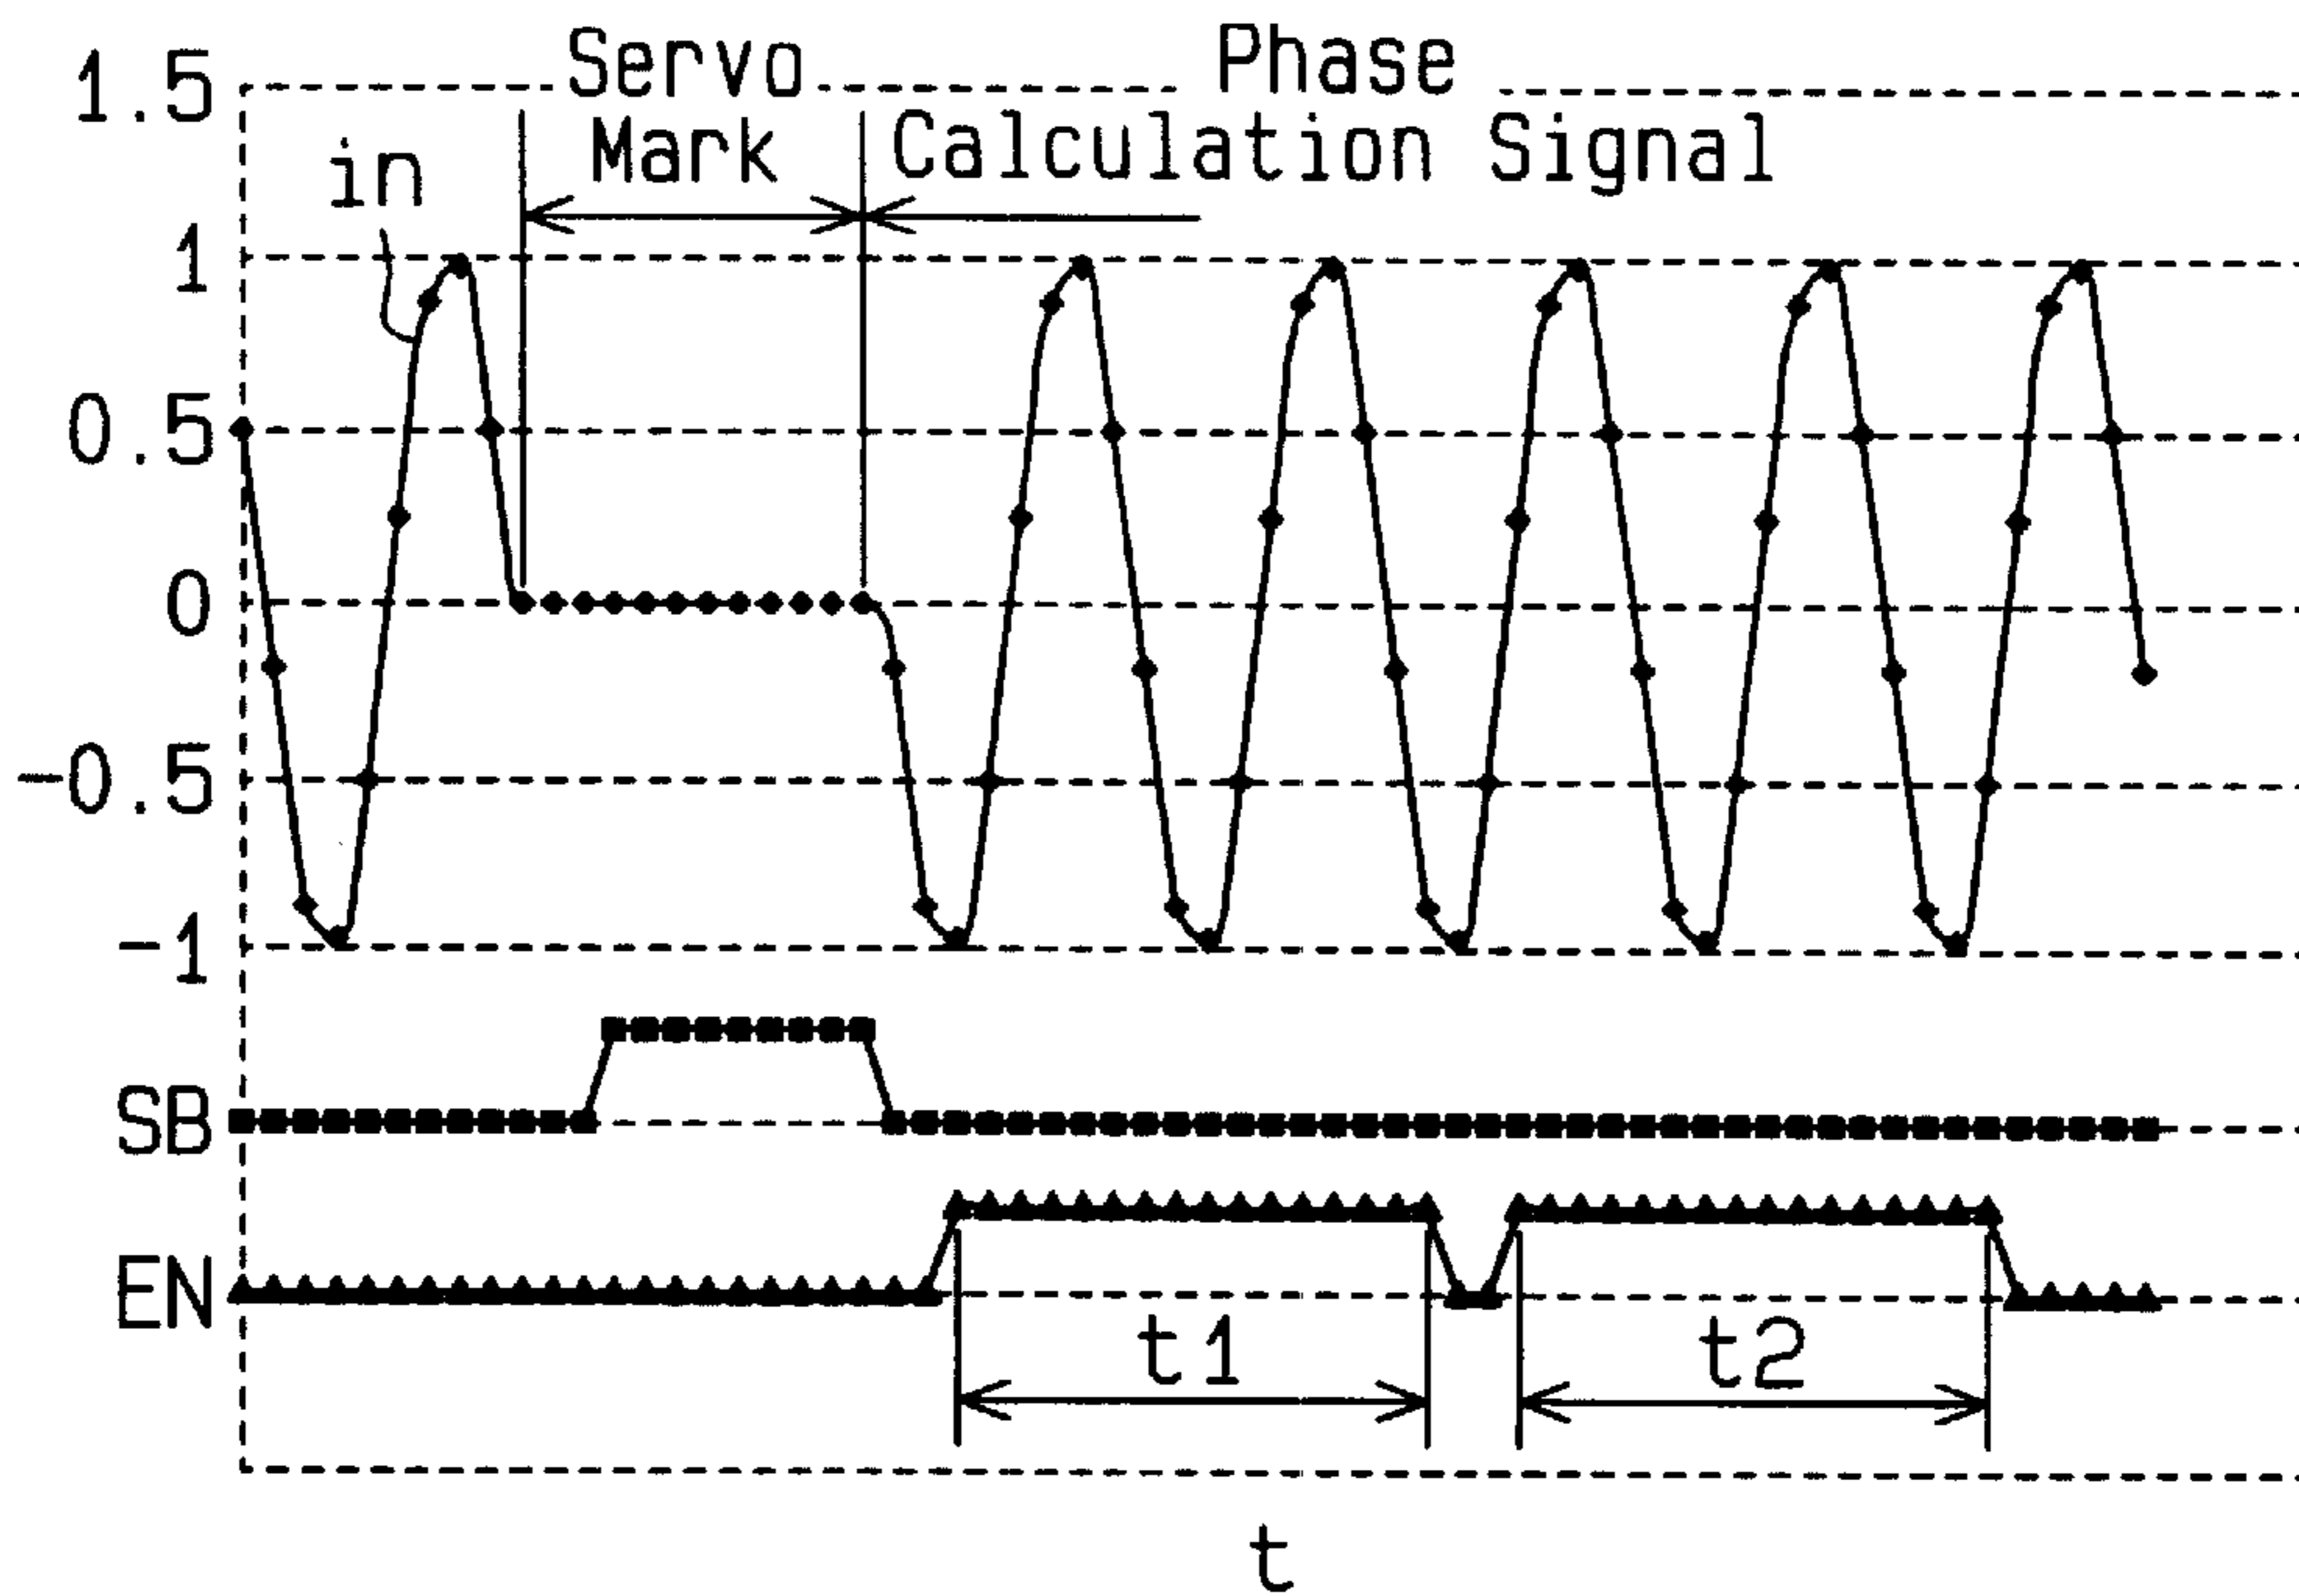 1.5
Servo
Mark
Phase
Calculation Signal
in
1
0.5
0
-0.5
-1
SB
EN
t1
t2
t